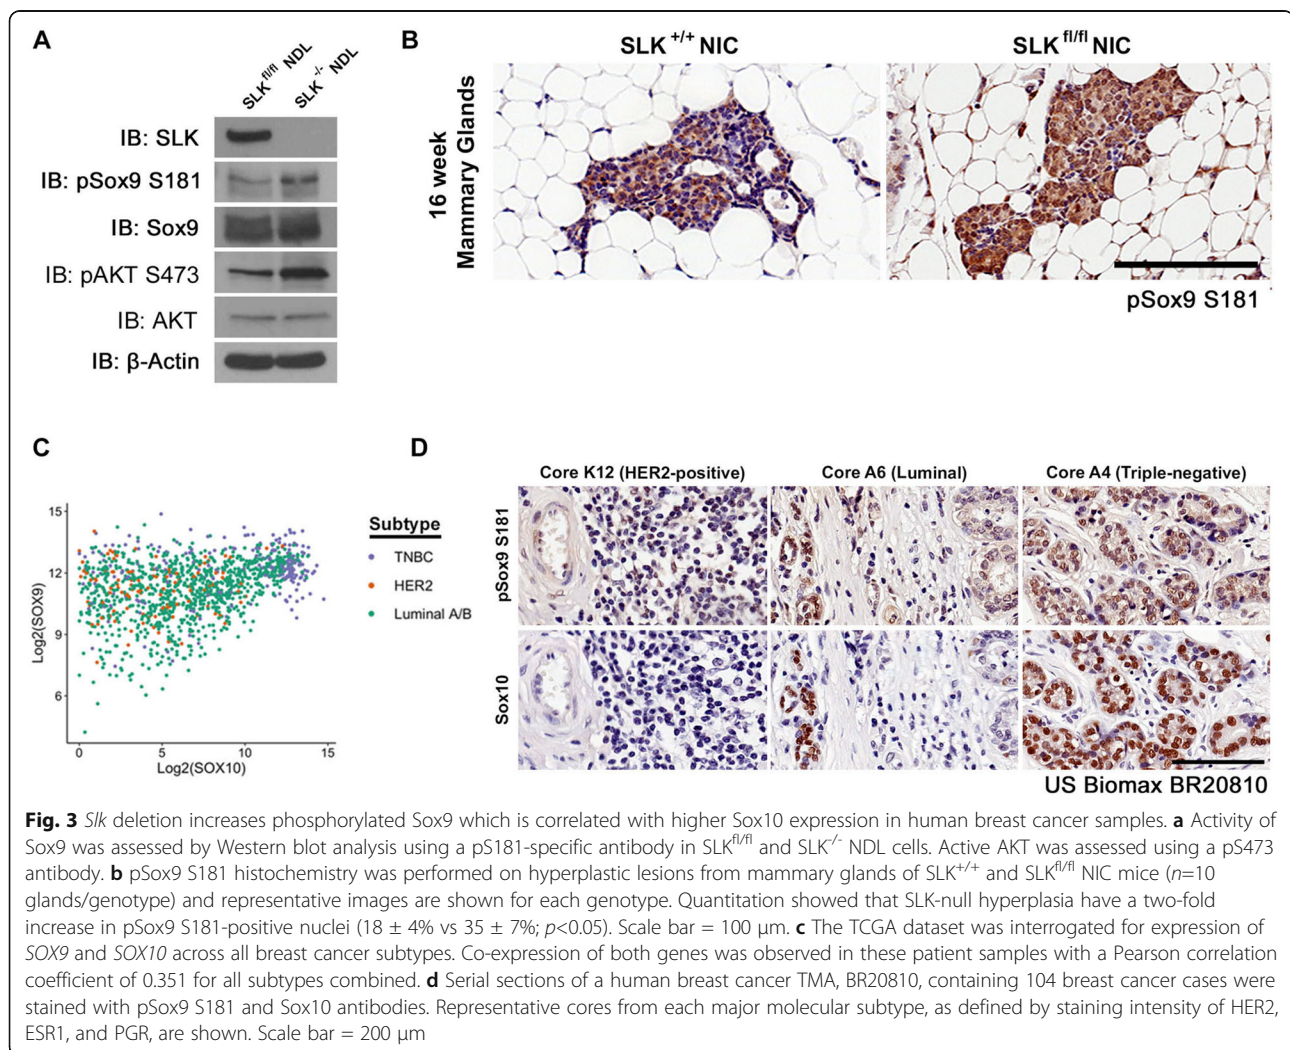 A
SLK^fl/fl NDL
SLK^-/- NDL
IB: SLK
IB: pSox9 S181
IB: Sox9
IB: pAKT S473
IB: AKT
IB: β-Actin
B
SLK^+/+ NIC
SLK^fl/fl NIC
16 week
Mammary Glands
pSox9 S181
C
15
12
9
6
Log2(SOX9)
0 5 10 15
Log2(SOX10)
Subtype
TNBC
HER2
Luminal A/B
D
Core K12 (HER2-positive)
Core A6 (Luminal)
Core A4 (Triple-negative)
pSox9 S181
Sox10
US Biomax BR20810
Fig. 3 Slk deletion increases phosphorylated Sox9 which is correlated with higher Sox10 expression in human breast cancer samples. a Activity of
Sox9 was assessed by Western blot analysis using a pS181-specific antibody in SLK^fl/fl and SLK^-/- NDL cells. Active AKT was assessed using a pS473
antibody. b pSox9 S181 histochemistry was performed on hyperplastic lesions from mammary glands of SLK^+/+ and SLK^fl/fl NIC mice (n=10
glands/genotype) and representative images are shown for each genotype. Quantitation showed that SLK-null hyperplasia have a two-fold
increase in pSox9 S181-positive nuclei (18 ± 4% vs 35 ± 7%; p<0.05). Scale bar = 100 μm. c The TCGA dataset was interrogated for expression of
SOX9 and SOX10 across all breast cancer subtypes. Co-expression of both genes was observed in these patient samples with a Pearson correlation
coefficient of 0.351 for all subtypes combined. d Serial sections of a human breast cancer TMA, BR20810, containing 104 breast cancer cases were
stained with pSox9 S181 and Sox10 antibodies. Representative cores from each major molecular subtype, as defined by staining intensity of HER2,
ESR1, and PGR, are shown. Scale bar = 200 μm